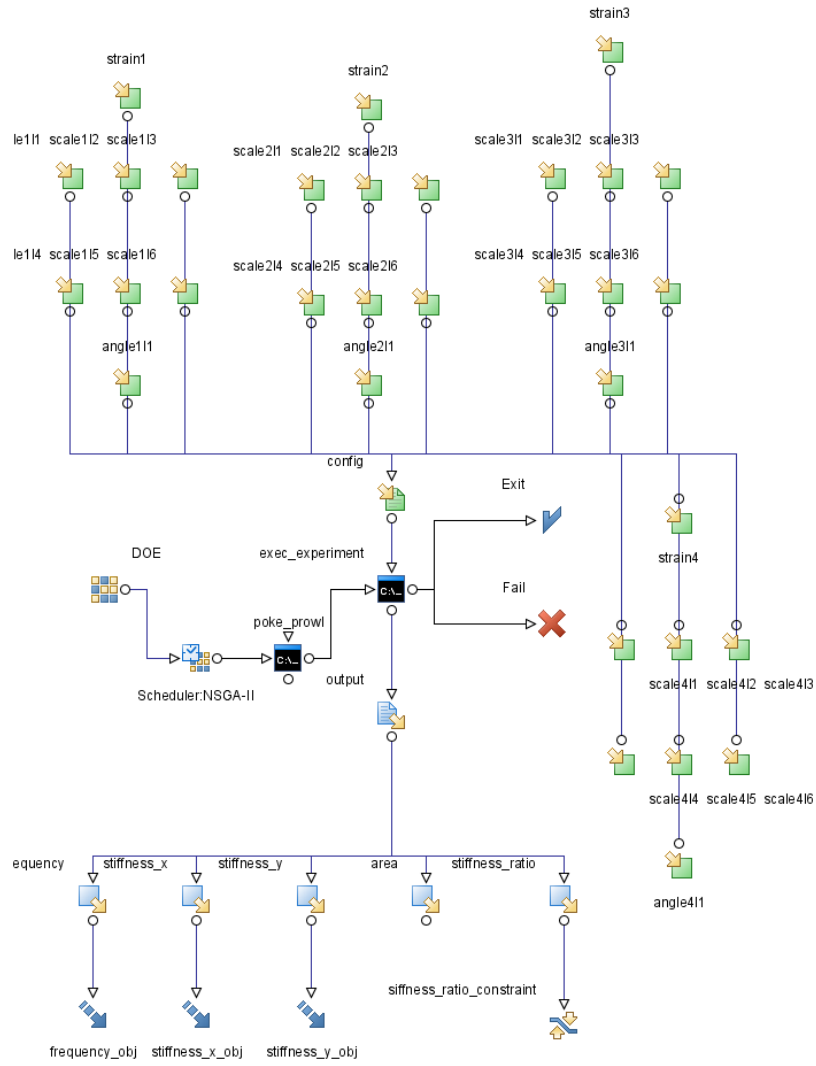 strain3
strain1
strain2
le1l1 scale1l2 scale1l3
scale2l1 scale2l2 scale2l3
scale3l1 scale3l2 scale3l3
le1l4 scale1l5 scale1l6
scale2l4 scale2l5 scale2l6
scale3l4 scale3l5 scale3l6
angle1l1
angle2l1
angle3l1
config
Exit
DOE
exec_experiment
strain4
Fail
C:\_
poke_prowl
C:\_
output
Scheduler:NSGA-II
scale4l1 scale4l2 scale4l3
scale4l4 scale4l5 scale4l6
equency
stiffness_x
stiffness_y
area
stiffness_ratio
angle4l1
siffness_ratio_constraint
frequency_obj
stiffness_x_obj
stiffness_y_obj